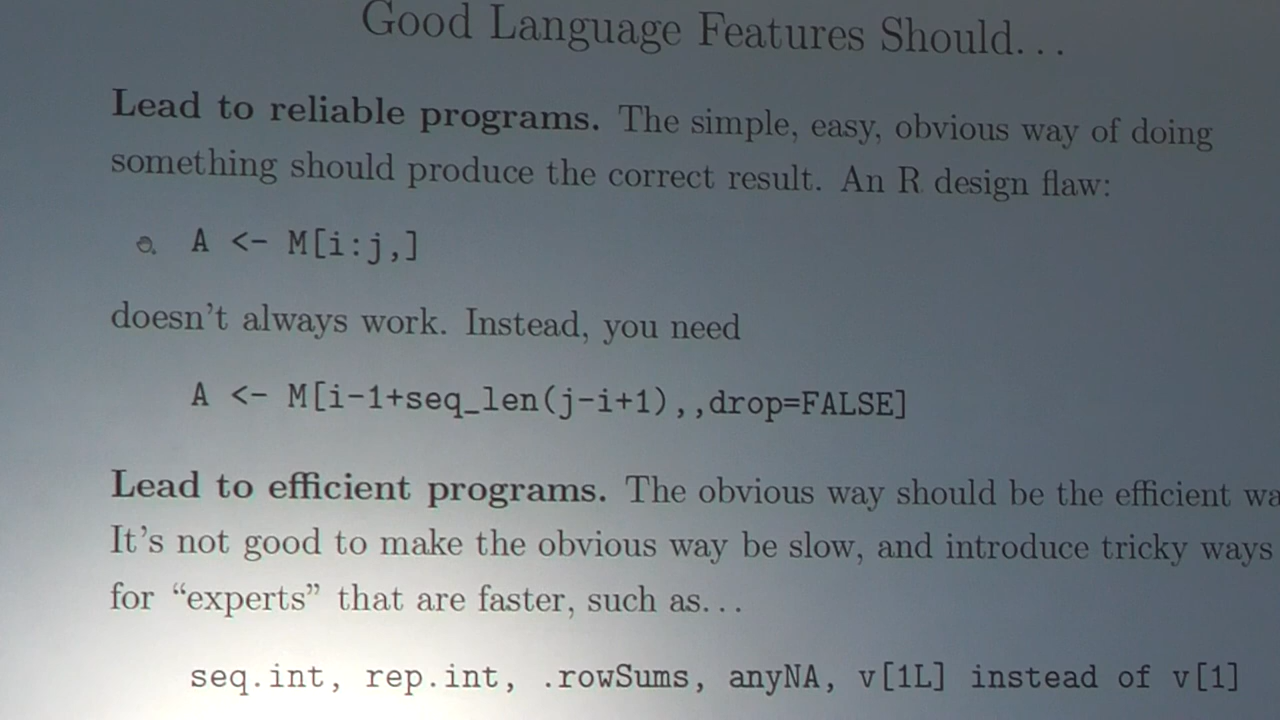 Good Language Features Should...
Lead to reliable programs. The simple, easy, obvious way of doing
something should produce the correct result. An R design flaw:
A <- M[i:j,]
doesn't always work. Instead, you need
A <- M[i-1+seq_len(j-i+1),,drop=FALSE]
Lead to efficient programs. The obvious way should be the efficient wa
It's not good to make the obvious way be slow, and introduce tricky ways
for “experts” that are faster, such as...
seq.int, rep.int, .rowSums, anyNA, v[1L] instead of v[1]